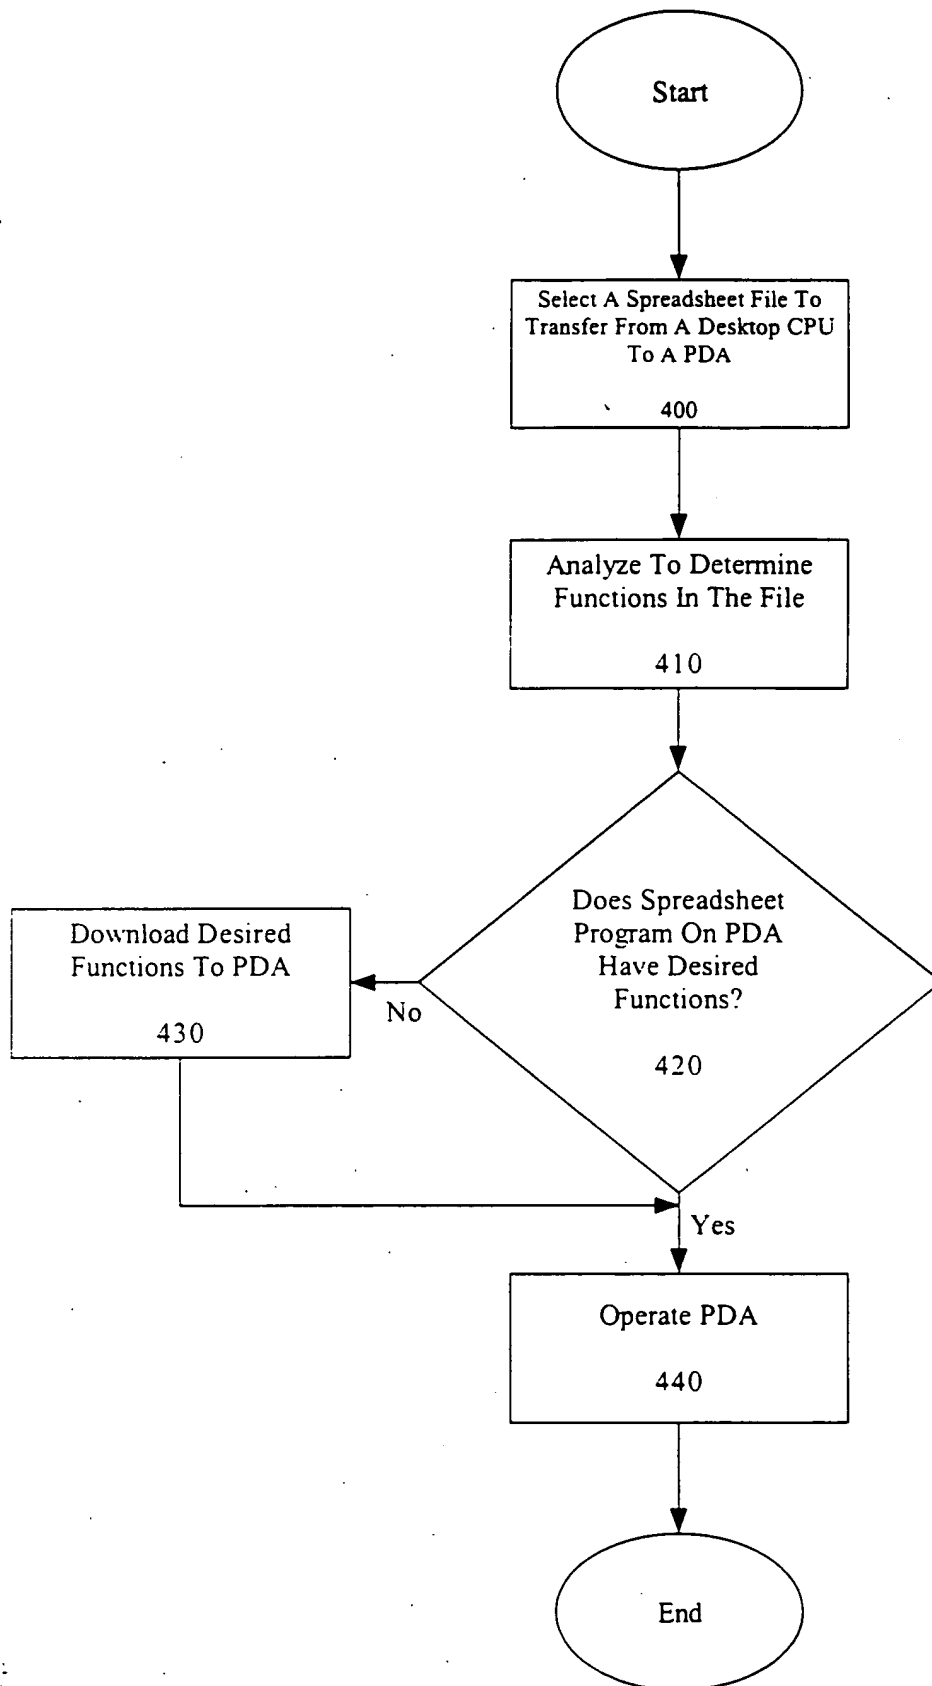 Start
Select A Spreadsheet File To
Transfer From A Desktop CPU
To A PDA
400
Analyze To Determine
Functions In The File
410
Does Spreadsheet
Program On PDA
Have Desired
Functions?
420
No
Download Desired
Functions To PDA
430
Yes
Operate PDA
440
End